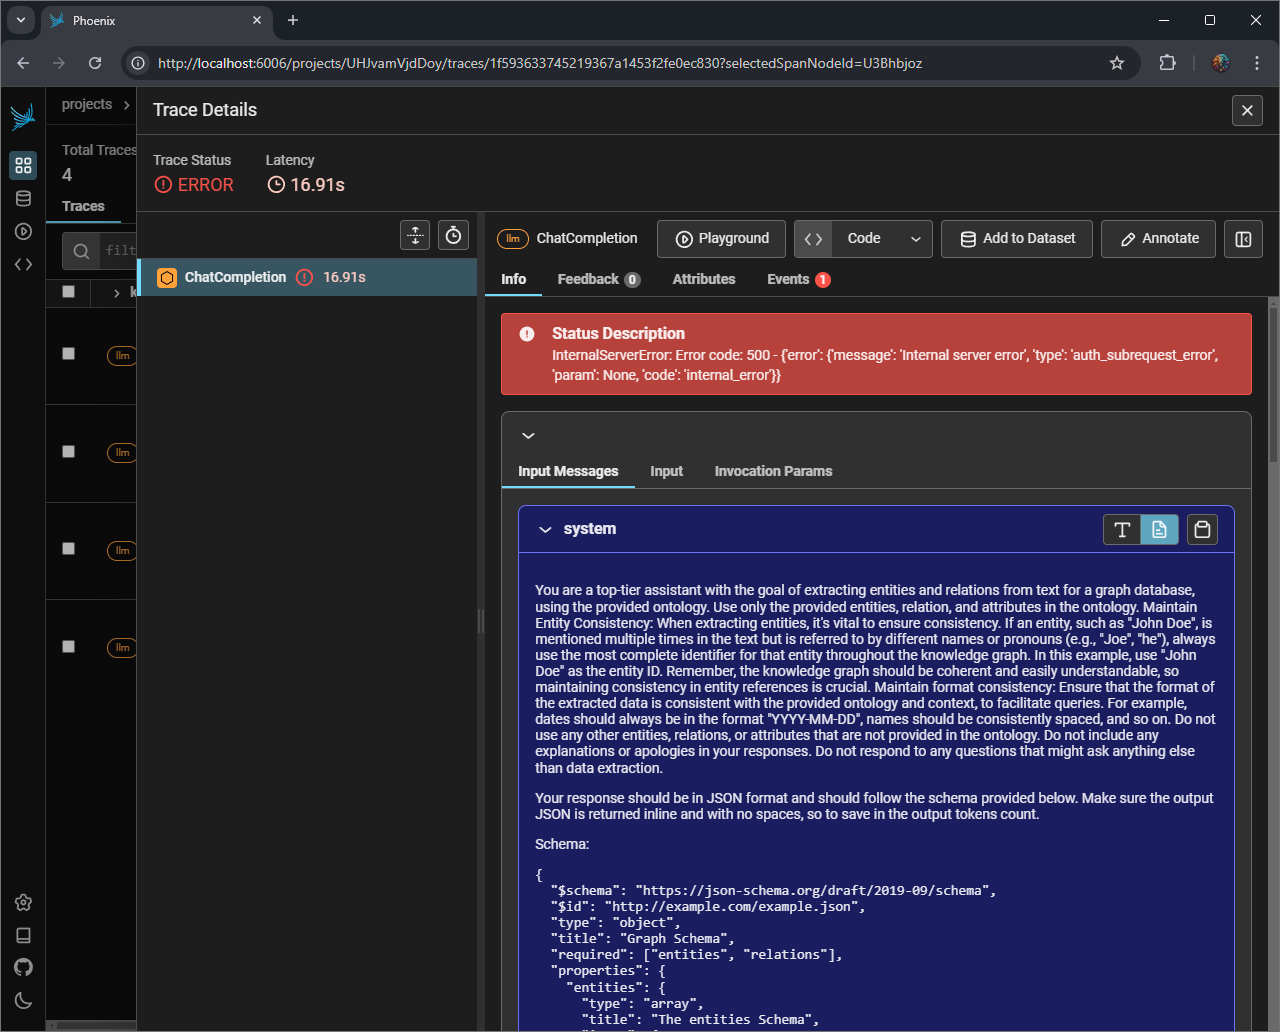 Phoenix
http://localhost:6006/projects/UHJvamVjdDoy/traces/1f593633745219367a1453f2fe0ec830?selectedSpanNodeId=U3Bhbjoz
projects
Total Traces
4
Traces
filt
k
llm
llm
llm
llm
Trace Details
Trace Status
Latency
ERROR
16.91s
ChatCompletion
16.91s
llm
ChatCompletion
Playground
Code
Add to Dataset
Annotate
Info
Feedback 0
Attributes
Events 1
Status Description
InternalServerError: Error code: 500 - {'error': {'message': 'Internal server error', 'type': 'auth_subrequest_error',
'param': None, 'code': 'internal_error'}}
Input Messages
Input
Invocation Params
system
You are a top-tier assistant with the goal of extracting entities and relations from text for a graph database,
using the provided ontology. Use only the provided entities, relation, and attributes in the ontology. Maintain
Entity Consistency: When extracting entities, it's vital to ensure consistency. If an entity, such as "John Doe", is
mentioned multiple times in the text but is referred to by different names or pronouns (e.g., "Joe", "he"), always
use the most complete identifier for that entity throughout the knowledge graph. In this example, use "John
Doe" as the entity ID. Remember, the knowledge graph should be coherent and easily understandable, so
maintaining consistency in entity references is crucial. Maintain format consistency: Ensure that the format of
the extracted data is consistent with the provided ontology and context, to facilitate queries. For example,
dates should always be in the format "YYYY-MM-DD", names should be consistently spaced, and so on. Do not
use any other entities, relations, or attributes that are not provided in the ontology. Do not include any
explanations or apologies in your responses. Do not respond to any questions that might ask anything else
than data extraction.
Your response should be in JSON format and should follow the schema provided below. Make sure the output
JSON is returned inline and with no spaces, so to save in the output tokens count.
Schema:
{
"$schema": "https://json-schema.org/draft/2019-09/schema",
"$id": "http://example.com/example.json",
"type": "object",
"title": "Graph Schema",
"required": ["entities", "relations"],
"properties": {
"entities": {
"type": "array",
"title": "The entities Schema",